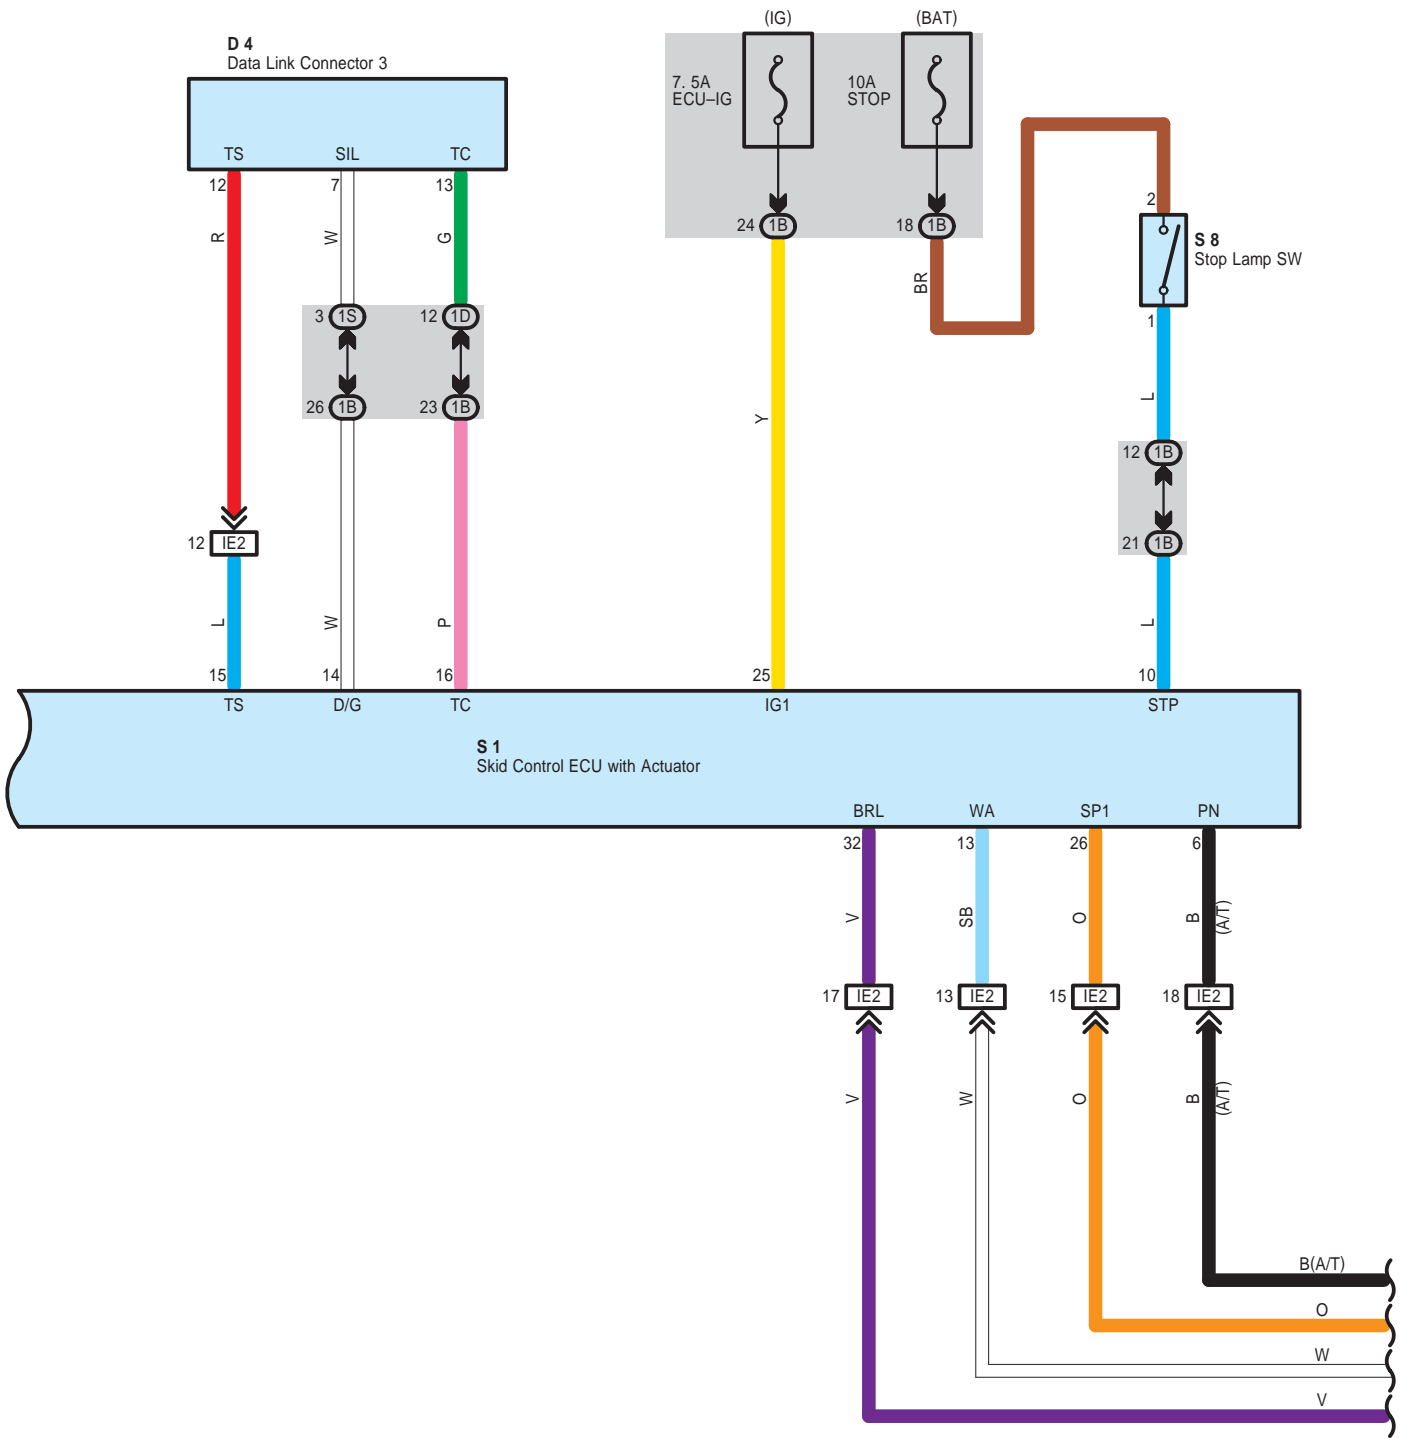 (IG) (BAT)
D 4
Data Link Connector 3
7. 5A
ECU–IG
10A
STOP
TS SIL TC
12 7 13
2
R W G
24 1B 18 1B
S 8
Stop Lamp SW
BR
3 1S 12 1D
1
26 1B 23 1B
Y
L
12 1B
12 IE2
21 1B
L W P L
15 14 16 25 10
TS D/G TC IG1 STP
S 1
Skid Control ECU with Actuator
BRL WA SP1 PN
32 13 26 6
V SB O B (A/T)
17 IE2 13 IE2 15 IE2 18 IE2
V W O B (A/T)
B(A/T)
O
W
V